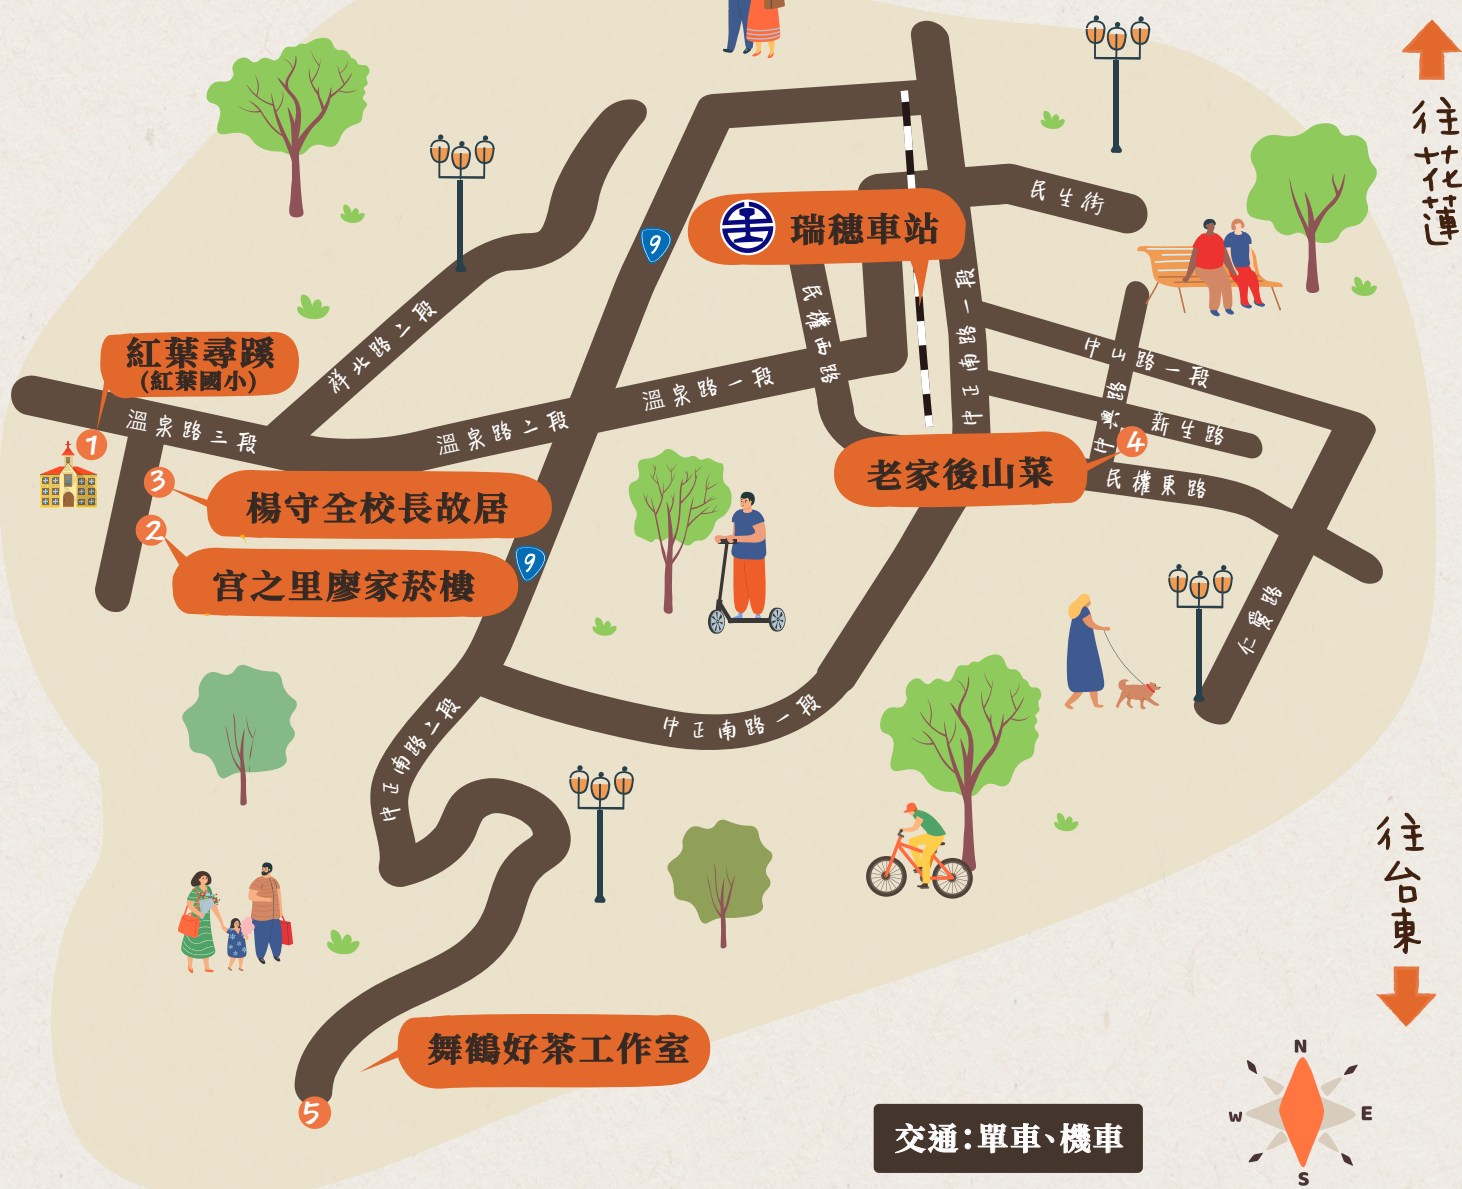 往花蓮
民生街
9
瑞穗車站
民權西路
中正南路一段
祥北路二段
中山路一段
紅葉尋蹊
(紅葉國小)
溫泉路三段
溫泉路二段
溫泉路一段
中東路
新生路
1
4
老家後山菜
民權東路
3
楊守全校長故居
2
宮之里廖家菸樓
9
仁愛路
中正南路二段
中正南路一段
往台東
舞鶴好茶工作室
5
交通:單車、機車
N
W
E
S